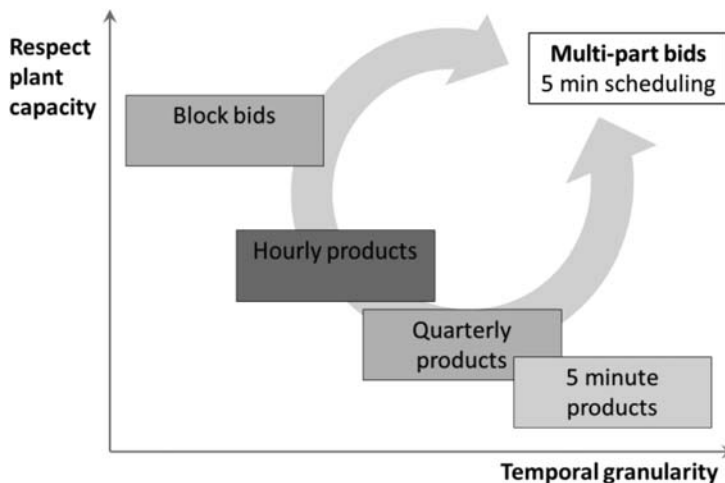 Respect
plant
capacity
Multi-part bids
5 min scheduling
Block bids
Hourly products
Quarterly
products
5 minute
products
Temporal granularity